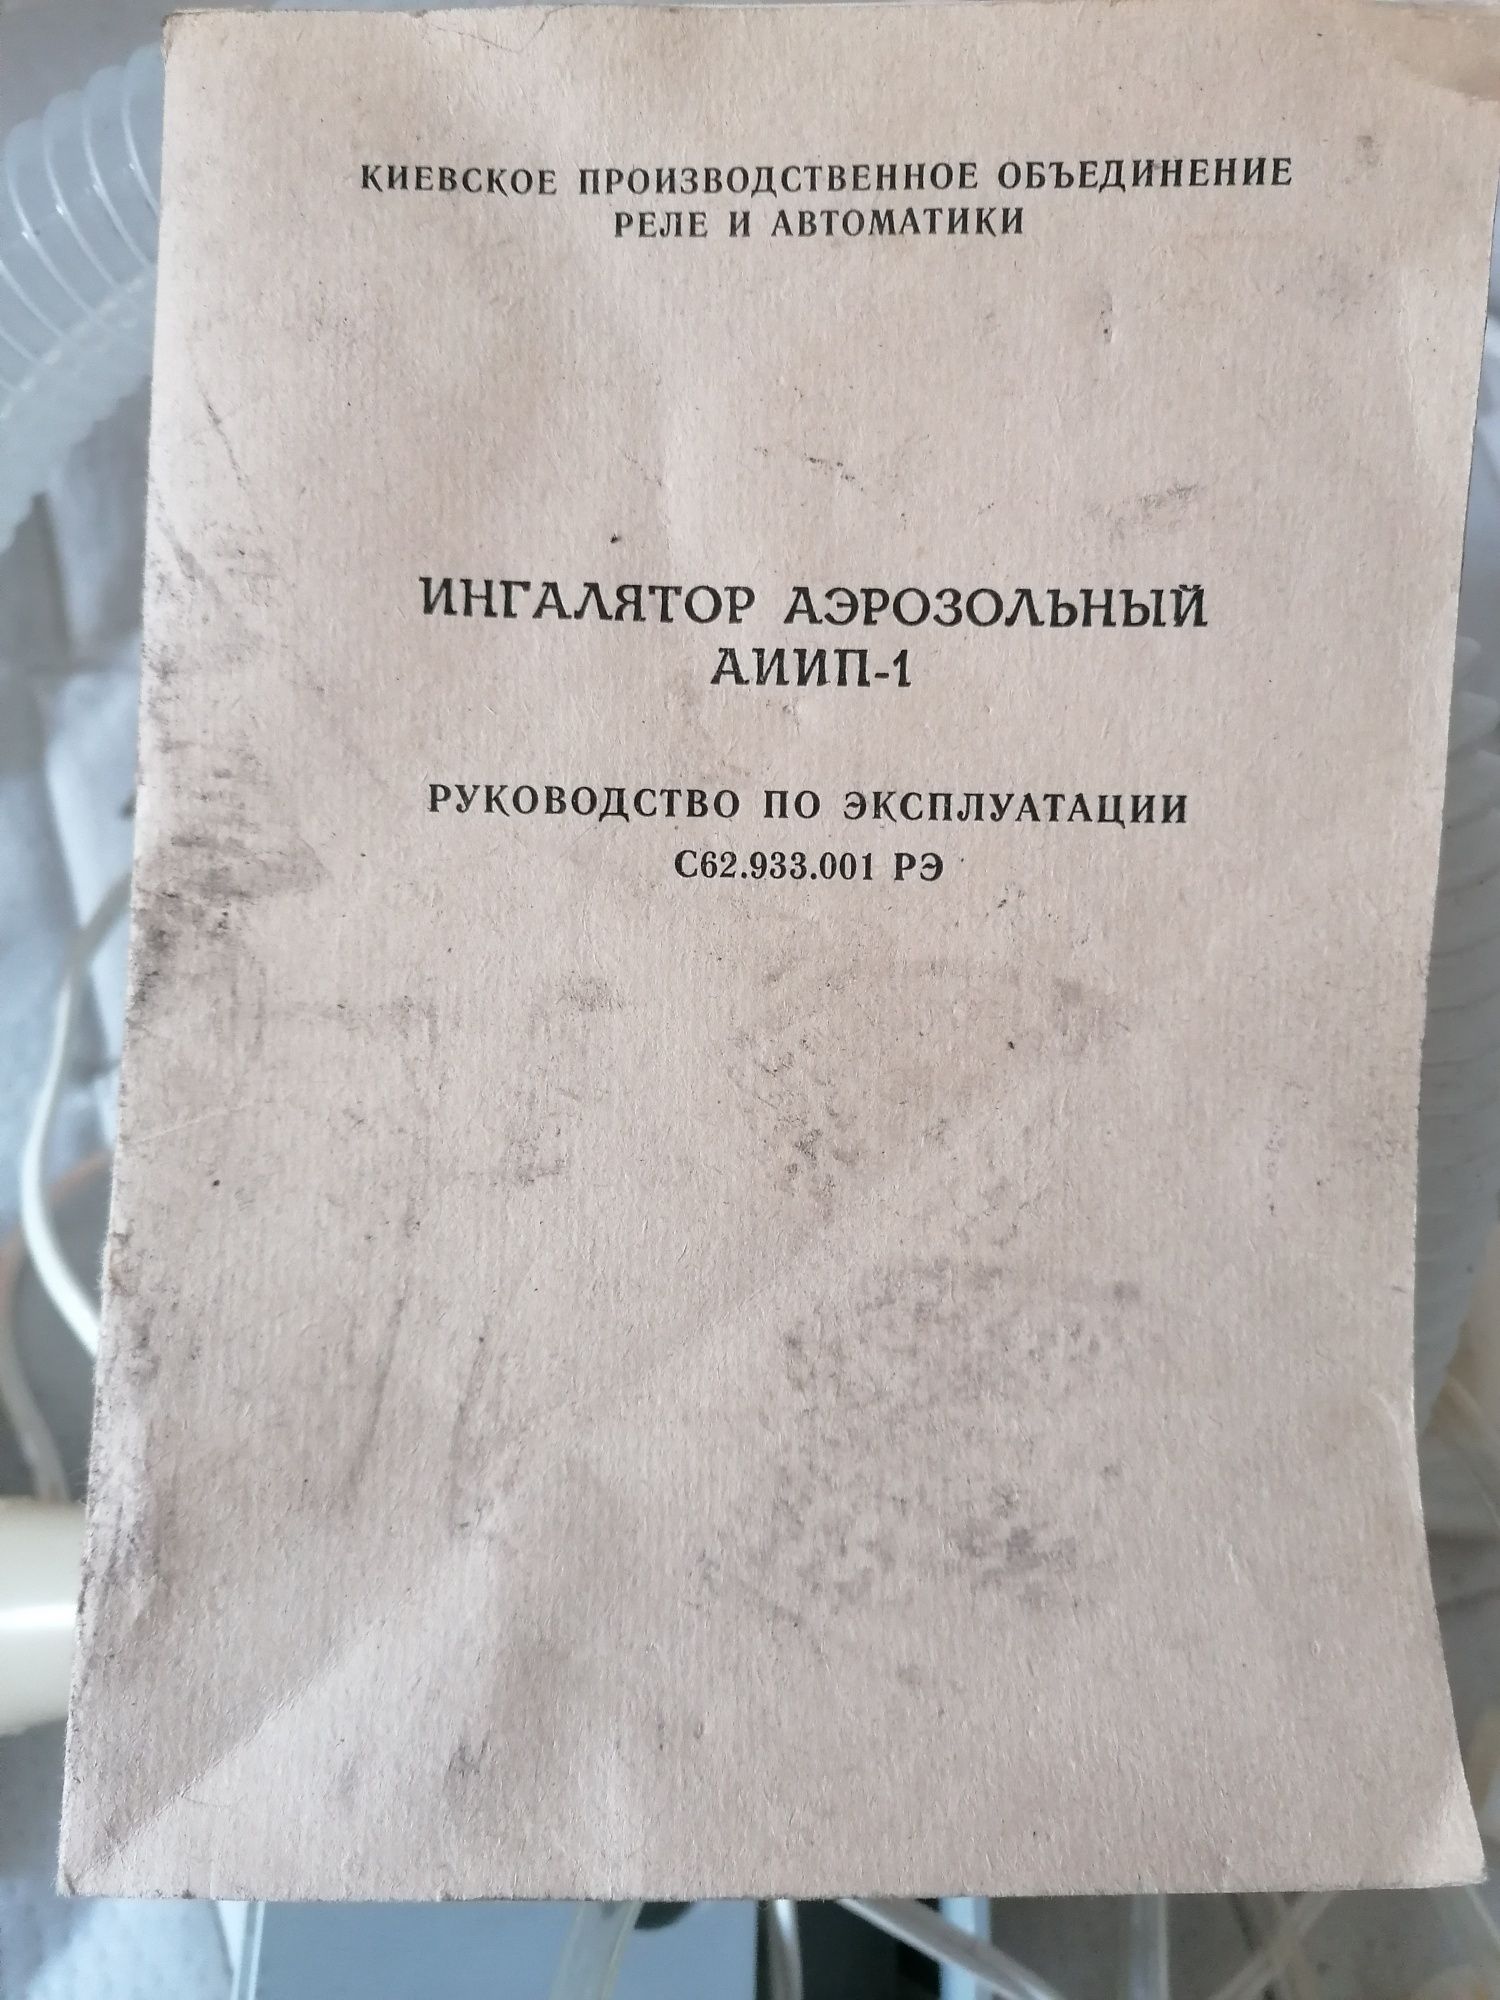 КИЕВСКОЕ ПРОИЗВОДСТВЕННОЕ ОБЪЕДИНЕНИЕ
РЕЛЕ И АВТОМАТИКИ
ИНГАЛЯТОР АЭРОЗОЛЬНЫЙ
АИИП-1
РУКОВОДСТВО ПО ЭКСПЛУАТАЦИИ
С62.933.001 РЭ